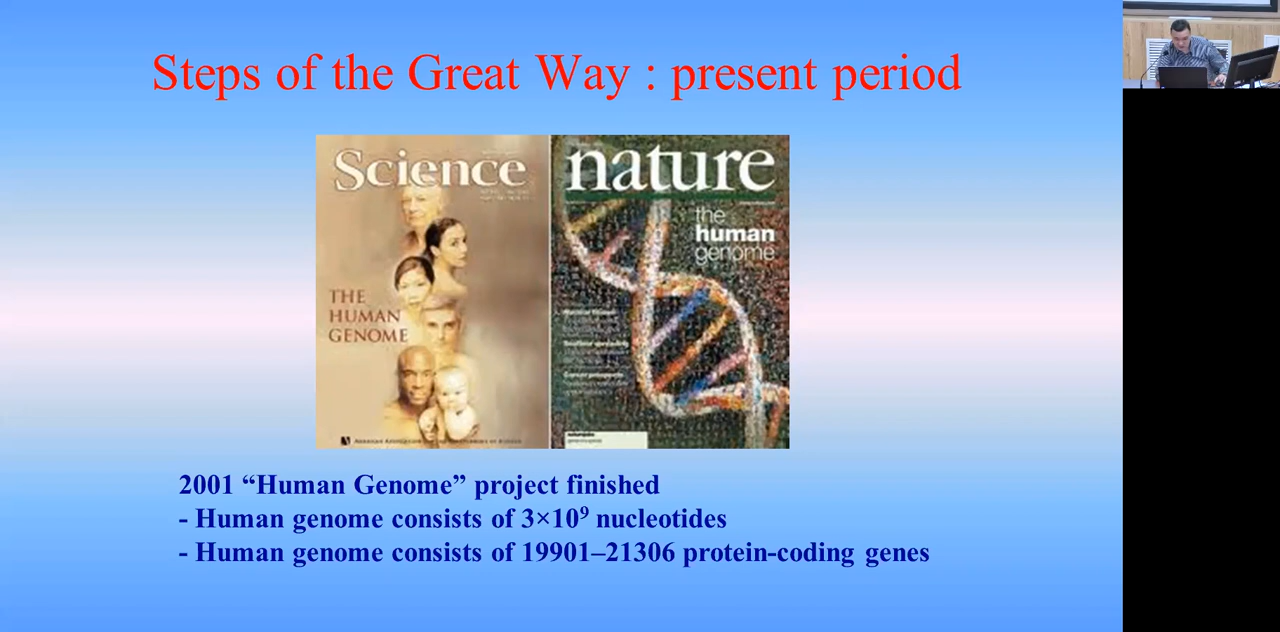 Steps of the Great Way : present period
Science
THE
HUMAN
GENOME
nature
the
human
genome
2001 “Human Genome” project finished
- Human genome consists of 3×10⁹ nucleotides
- Human genome consists of 19901–21306 protein-coding genes